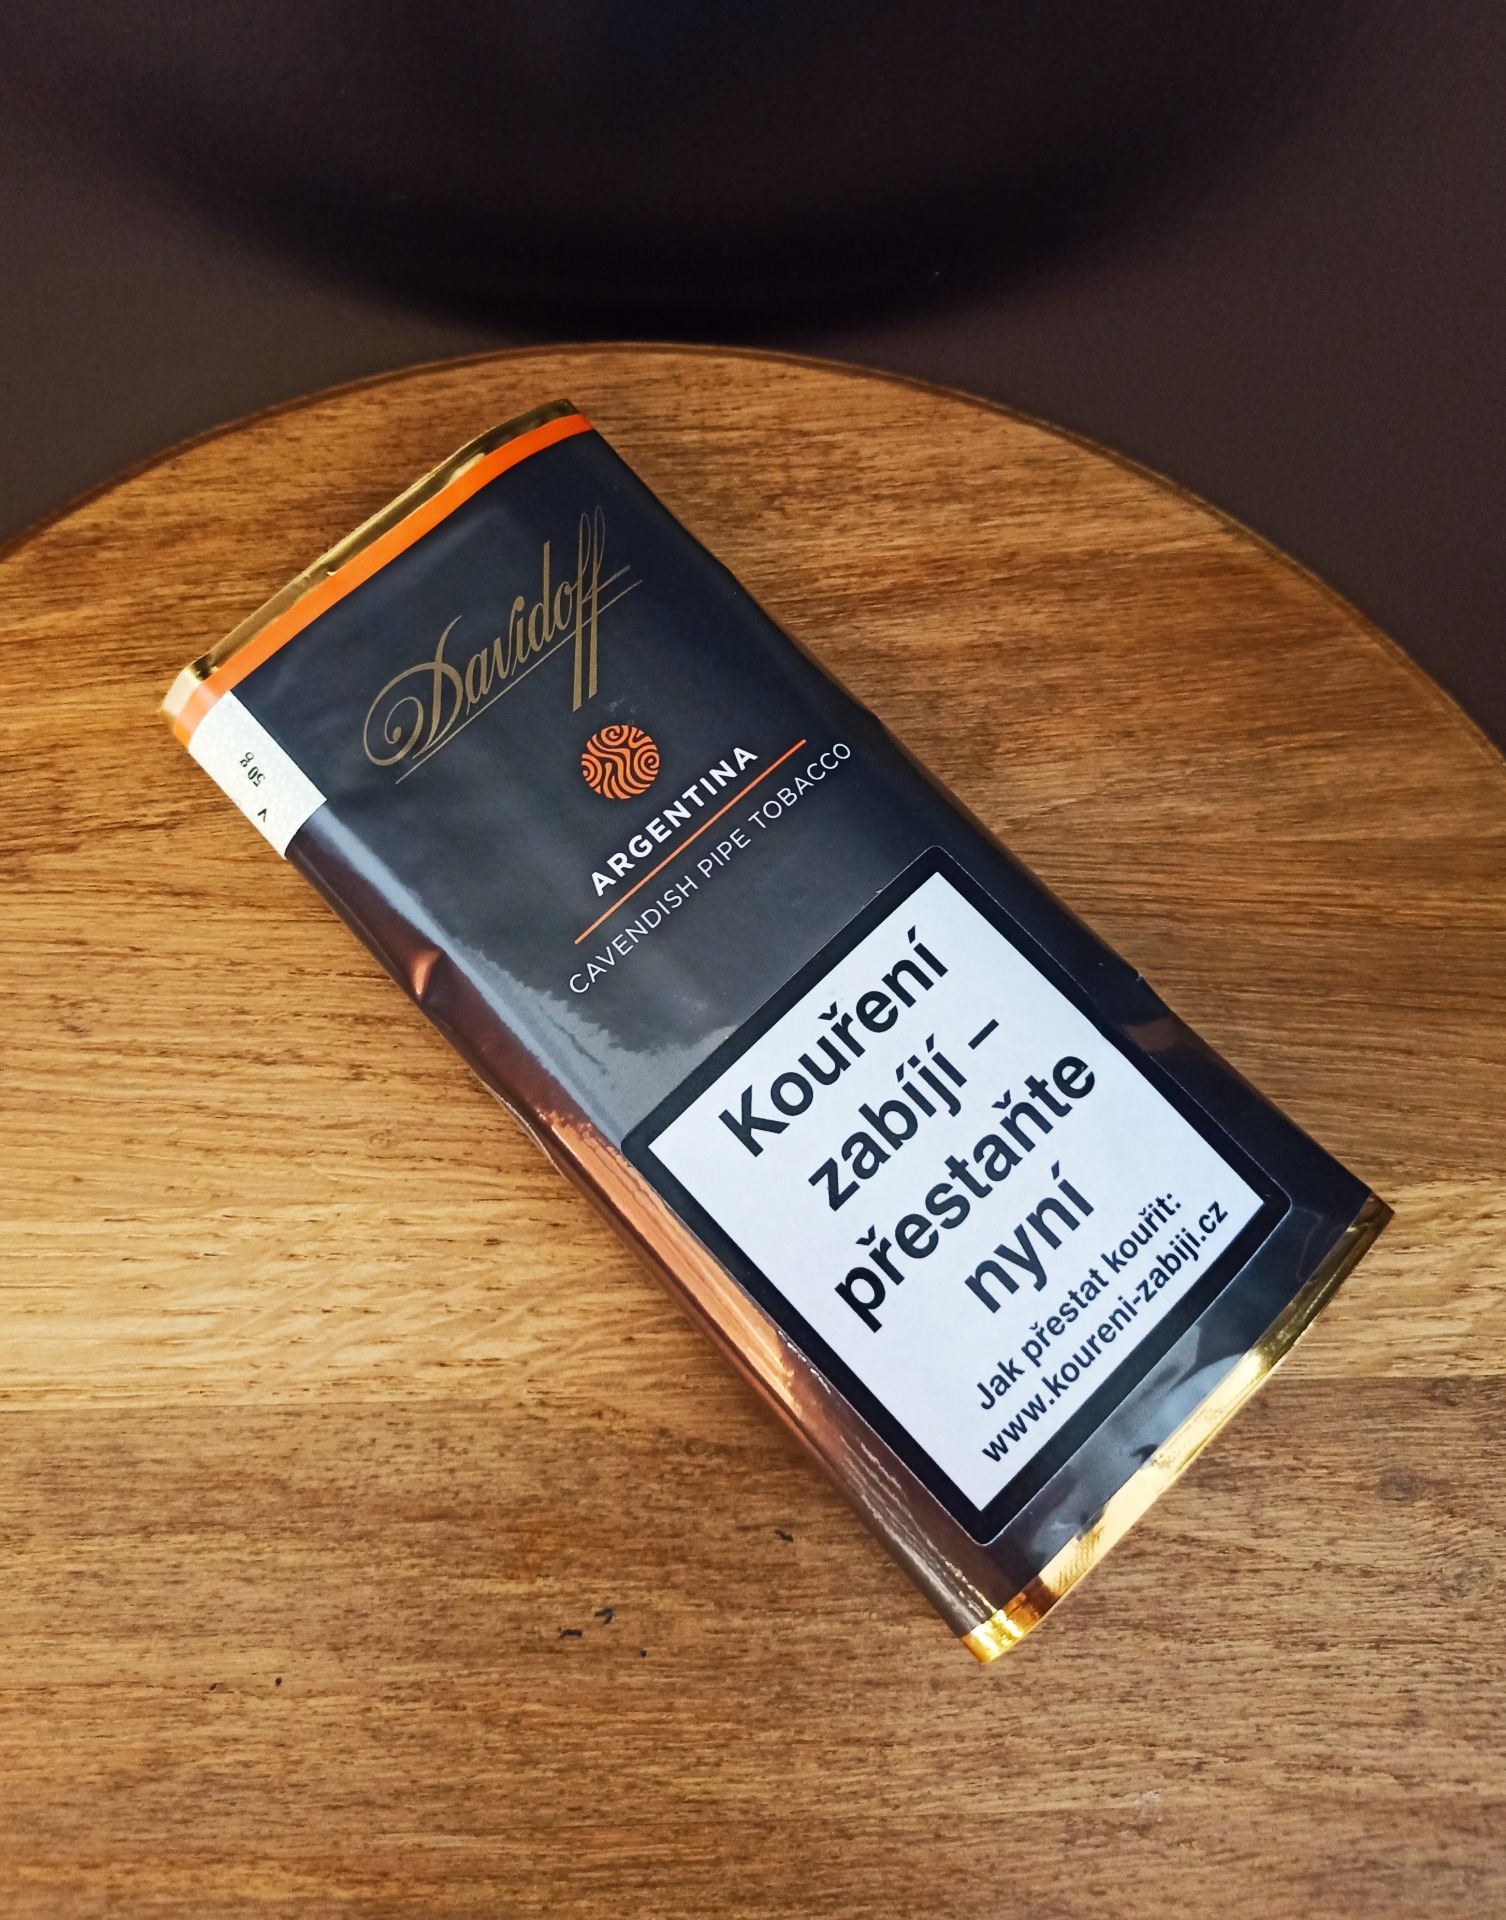 Davidoff
ARGENTINA
CAVENDISH PIPE TOBACCO
50 g
V
Kouření
zabíjí –
přestaňte
nyní
Jak přestat kouřit:
www.koureni-zabiji.cz